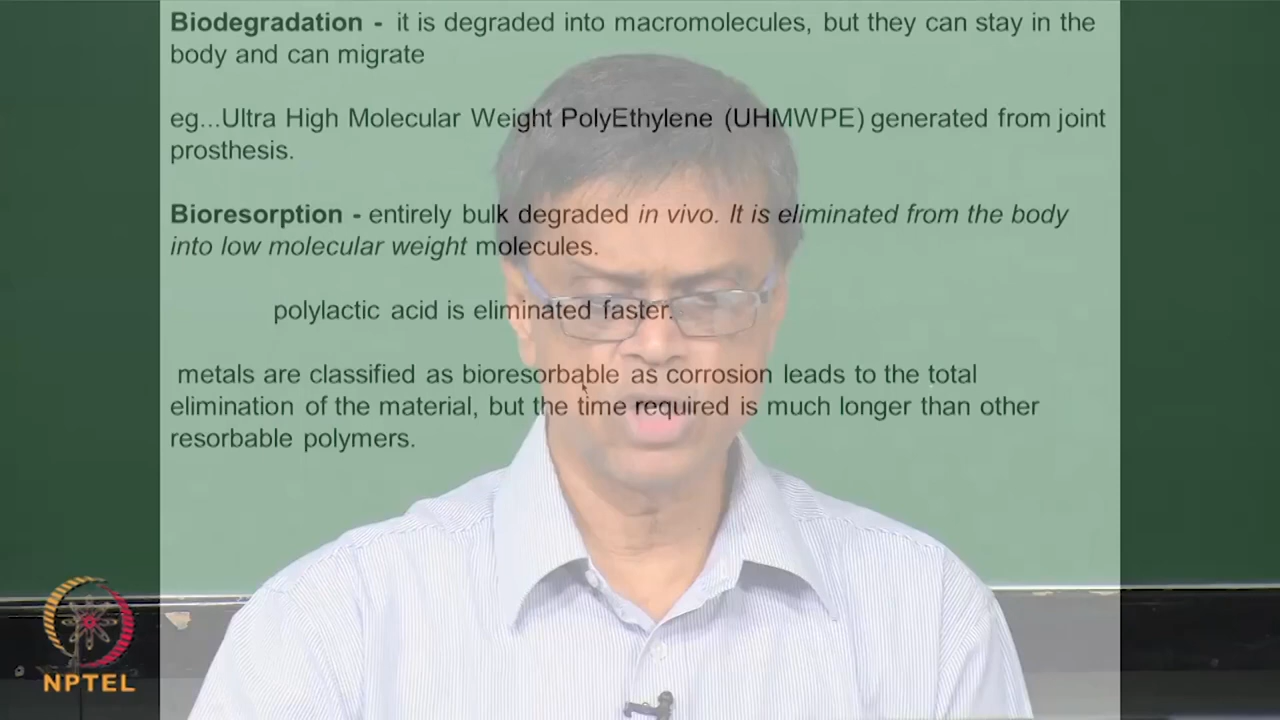 Biodegradation - it is degraded into macromolecules, but they can stay in the
body and can migrate
eg...Ultra High Molecular Weight PolyEthylene (UHMWPE) generated from joint
prosthesis.
Bioresorption - entirely bulk degraded in vivo. It is eliminated from the body
into low molecular weight molecules.
polylactic acid is eliminated faster.
metals are classified as bioresorbable as corrosion leads to the total
elimination of the material, but the time required is much longer than other
resorbable polymers.
NPTEL